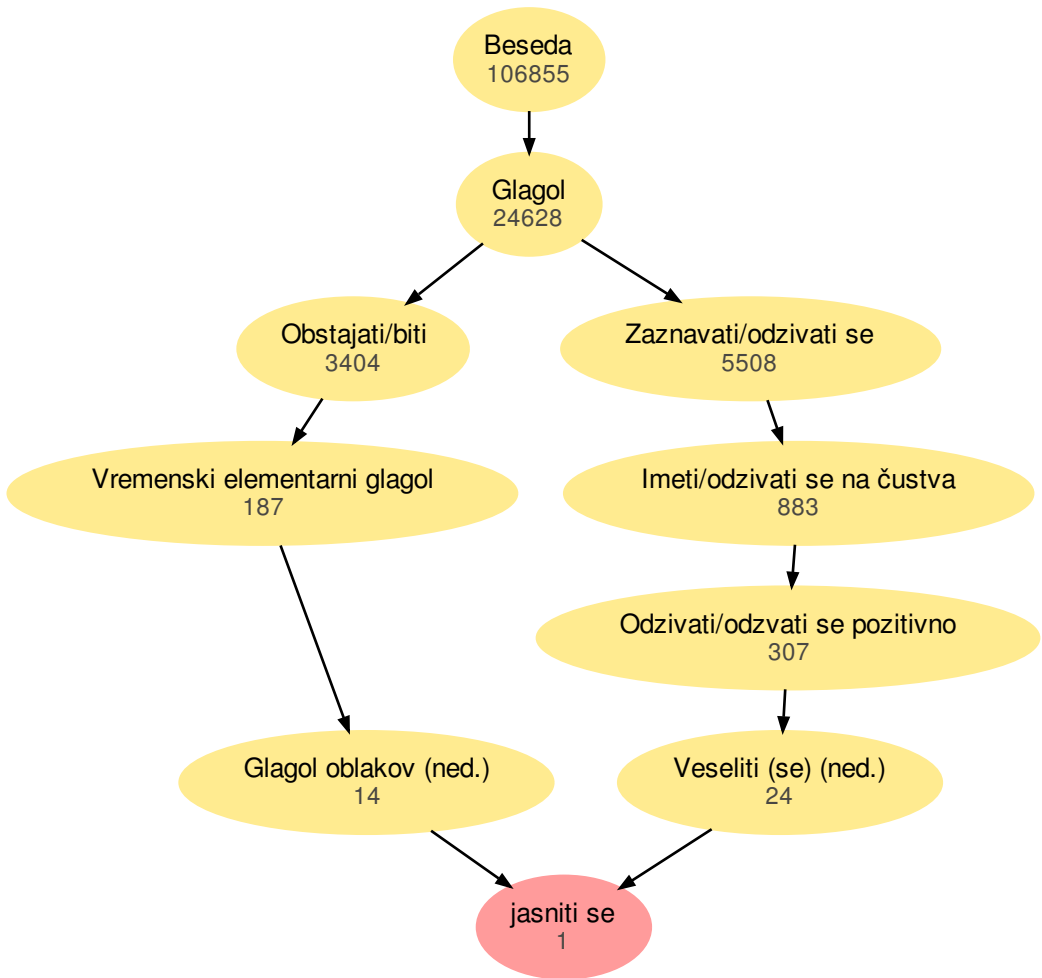 Beseda
106855
Glagol
24628
Obstajati/biti
3404
Zaznavati/odzivati se
5508
Vremenski elementarni glagol
187
Imeti/odzivati se na čustva
883
Odzivati/odzvati se pozitivno
307
Glagol oblakov (ned.)
14
Veseliti (se) (ned.)
24
jasniti se
1